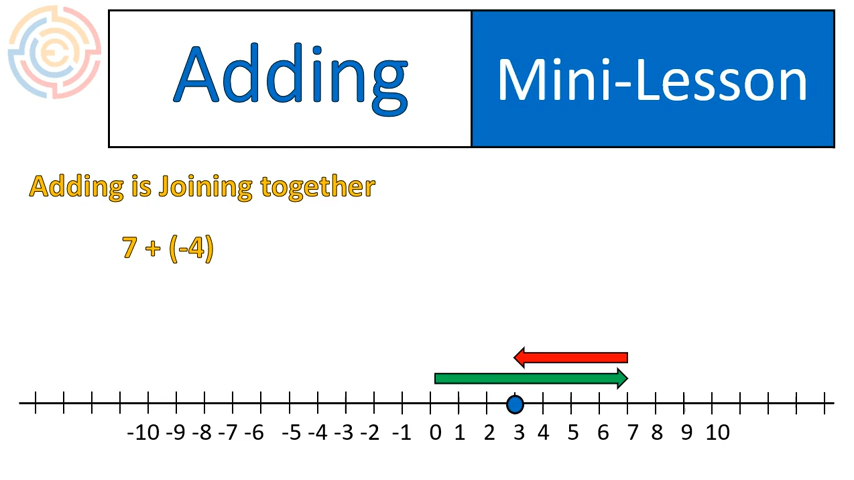 Adding Mini-Lesson
Adding is Joining together
7 + (-4)
-10 -9 -8 -7 -6 -5 -4 -3 -2 -1 0 1 2 3 4 5 6 7 8 9 10